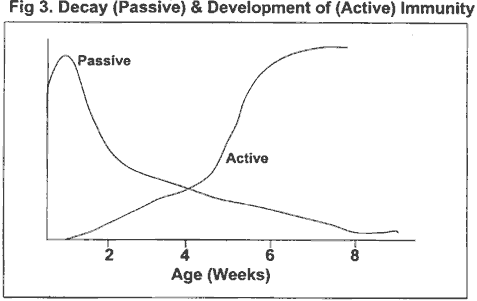 Fig 3. Decay (Passive) & Development of (Active) Immunity
Passive
Active
2 4 6 8
Age (Weeks)